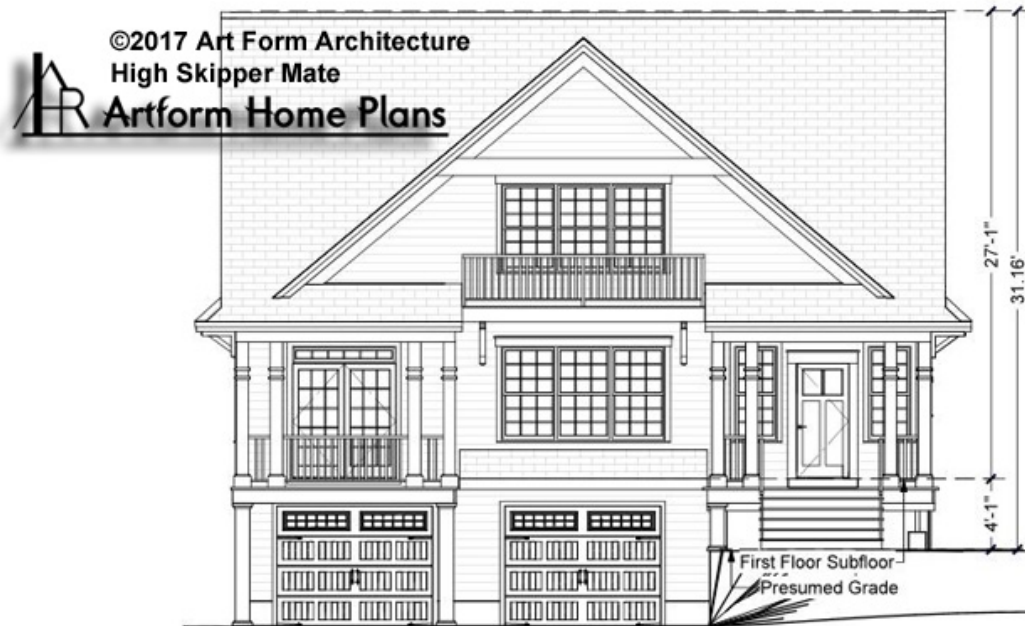 ©2017 Art Form Architecture
High Skipper Mate
AR Artform Home Plans
27'-1"
31.16'
4'-1"
First Floor Subfloor
Presumed Grade